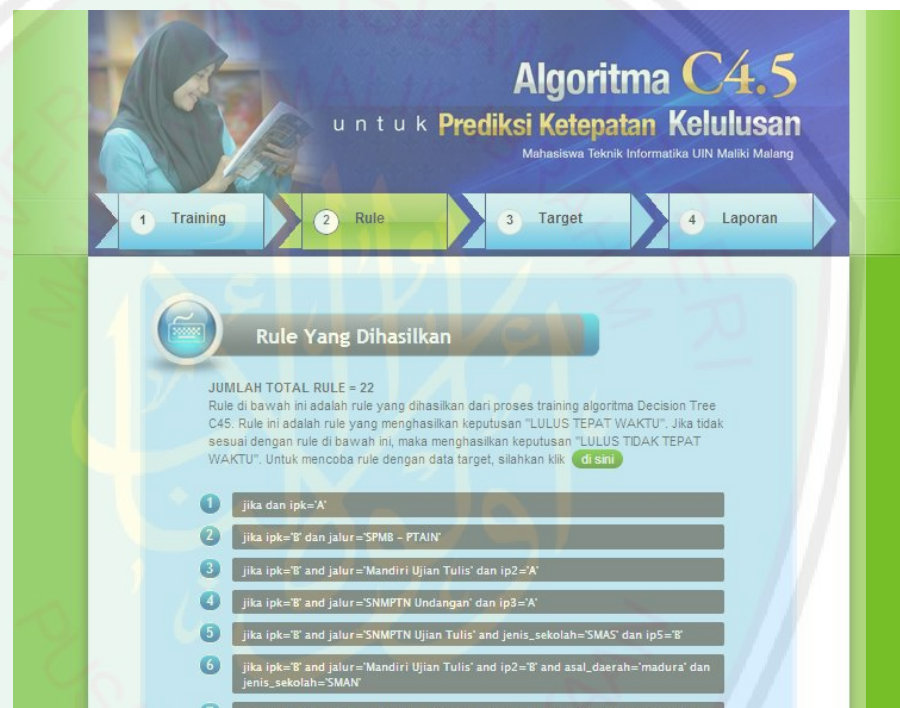 Algoritma C4.5
untuk Prediksi Ketepatan Kelulusan
Mahasiswa Teknik Informatika UIN Maliki Malang
1 Training
2 Rule
3 Target
4 Laporan
Rule Yang Dihasilkan
JUMLAH TOTAL RULE = 22
Rule di bawah ini adalah rule yang dihasilkan dari proses training algoritma Decision Tree
C45. Rule ini adalah rule yang menghasilkan keputusan "LULUS TEPAT WAKTU". Jika tidak
sesuai dengan rule di bawah ini, maka menghasilkan keputusan "LULUS TIDAK TEPAT
WAKTU". Untuk mencoba rule dengan data target, silahkan klik di sini
1 jika dan ipk='A'
2 jika ipk='B' dan jalur='SPMB - PTAIN'
3 jika ipk='B' and jalur='Mandiri Ujian Tulis' dan ip2='A'
4 jika ipk='B' and jalur='SNMPTN Undangan' dan ip3='A'
5 jika ipk='B' and jalur='SNMPTN Ujian Tulis' and jenis_sekolah='SMAS' dan ip5='B'
6 jika ipk='B' and jalur='Mandiri Ujian Tulis' and ip2='B' and asal_daerah='madura' dan
jenis_sekolah='SMAN'